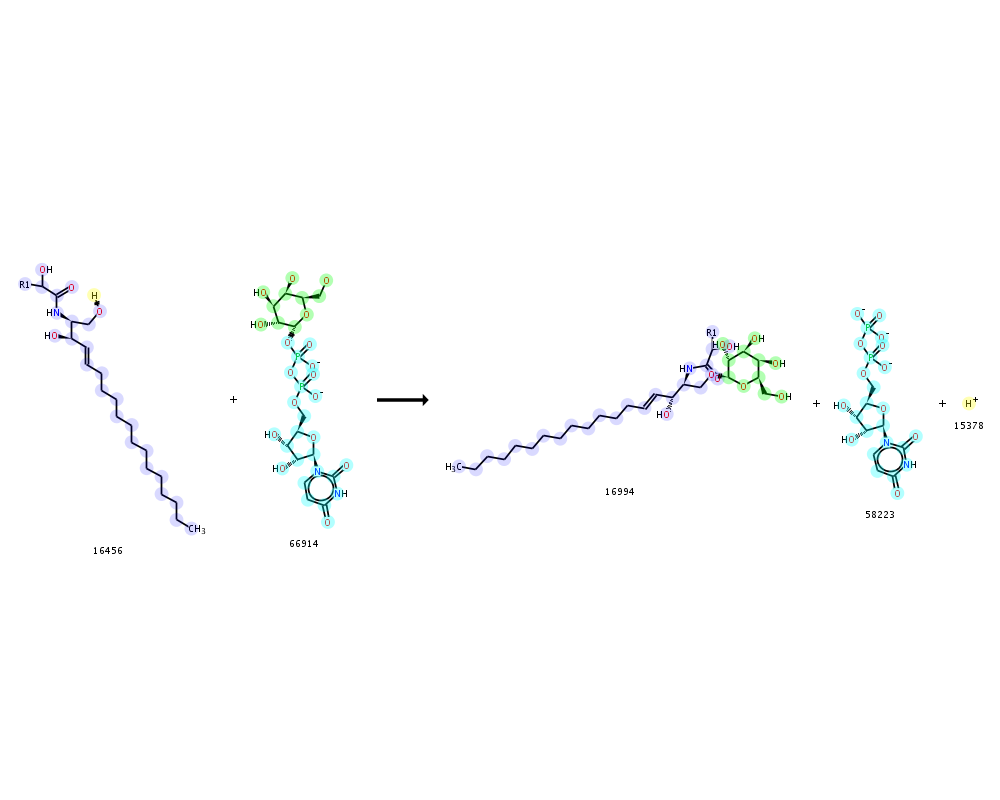 OH
R1
O
H
HN
O
HO
CH3
16456
+
O
O
HO
O
HO
O
P
O
O-
O
O
P
O-
O
HO
O
HO
N
O
NH
O
66914
R1
OH
HO
OH
OH
HN
O
O
O
OH
HO
H3C
16994
+
O-
O
P
O-
O
O
P
O-
O
HO
O
HO
N
O
NH
O
58223
+
H+
15378